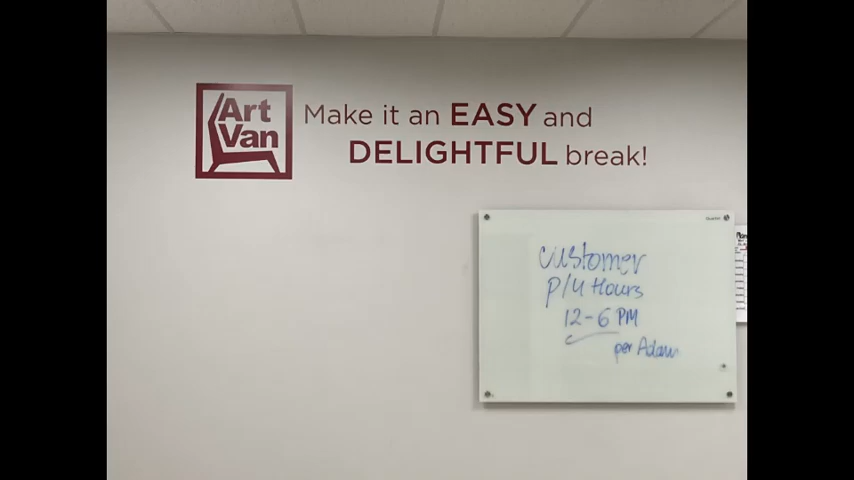 Art
Van
Make it an EASY and
DELIGHTFUL break!
customer
p/u Hours
12-6 PM
per Adam